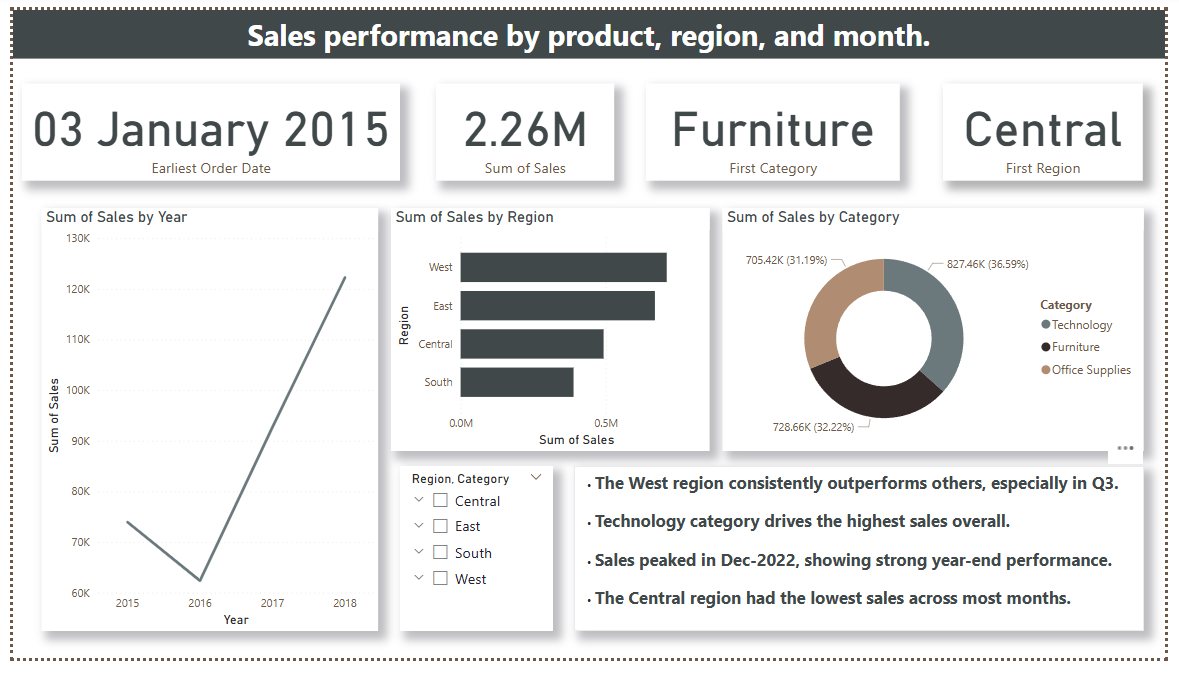 Sales performance by product, region, and month.
03 January 2015
Earliest Order Date
2.26M
Sum of Sales
Furniture
First Category
Central
First Region
Sum of Sales by Year
130K
120K
110K
100K
90K
80K
70K
60K
Sum of Sales
2015 2016 2017 2018
Year
Sum of Sales by Region
Region
West
East
Central
South
0.0M 0.5M
Sum of Sales
Sum of Sales by Category
705.42K (31.19%)
827.46K (36.59%)
728.66K (32.22%)
Category
Technology
Furniture
Office Supplies
Region, Category
Central
East
South
West
· The West region consistently outperforms others, especially in Q3.
· Technology category drives the highest sales overall.
· Sales peaked in Dec-2022, showing strong year-end performance.
· The Central region had the lowest sales across most months.